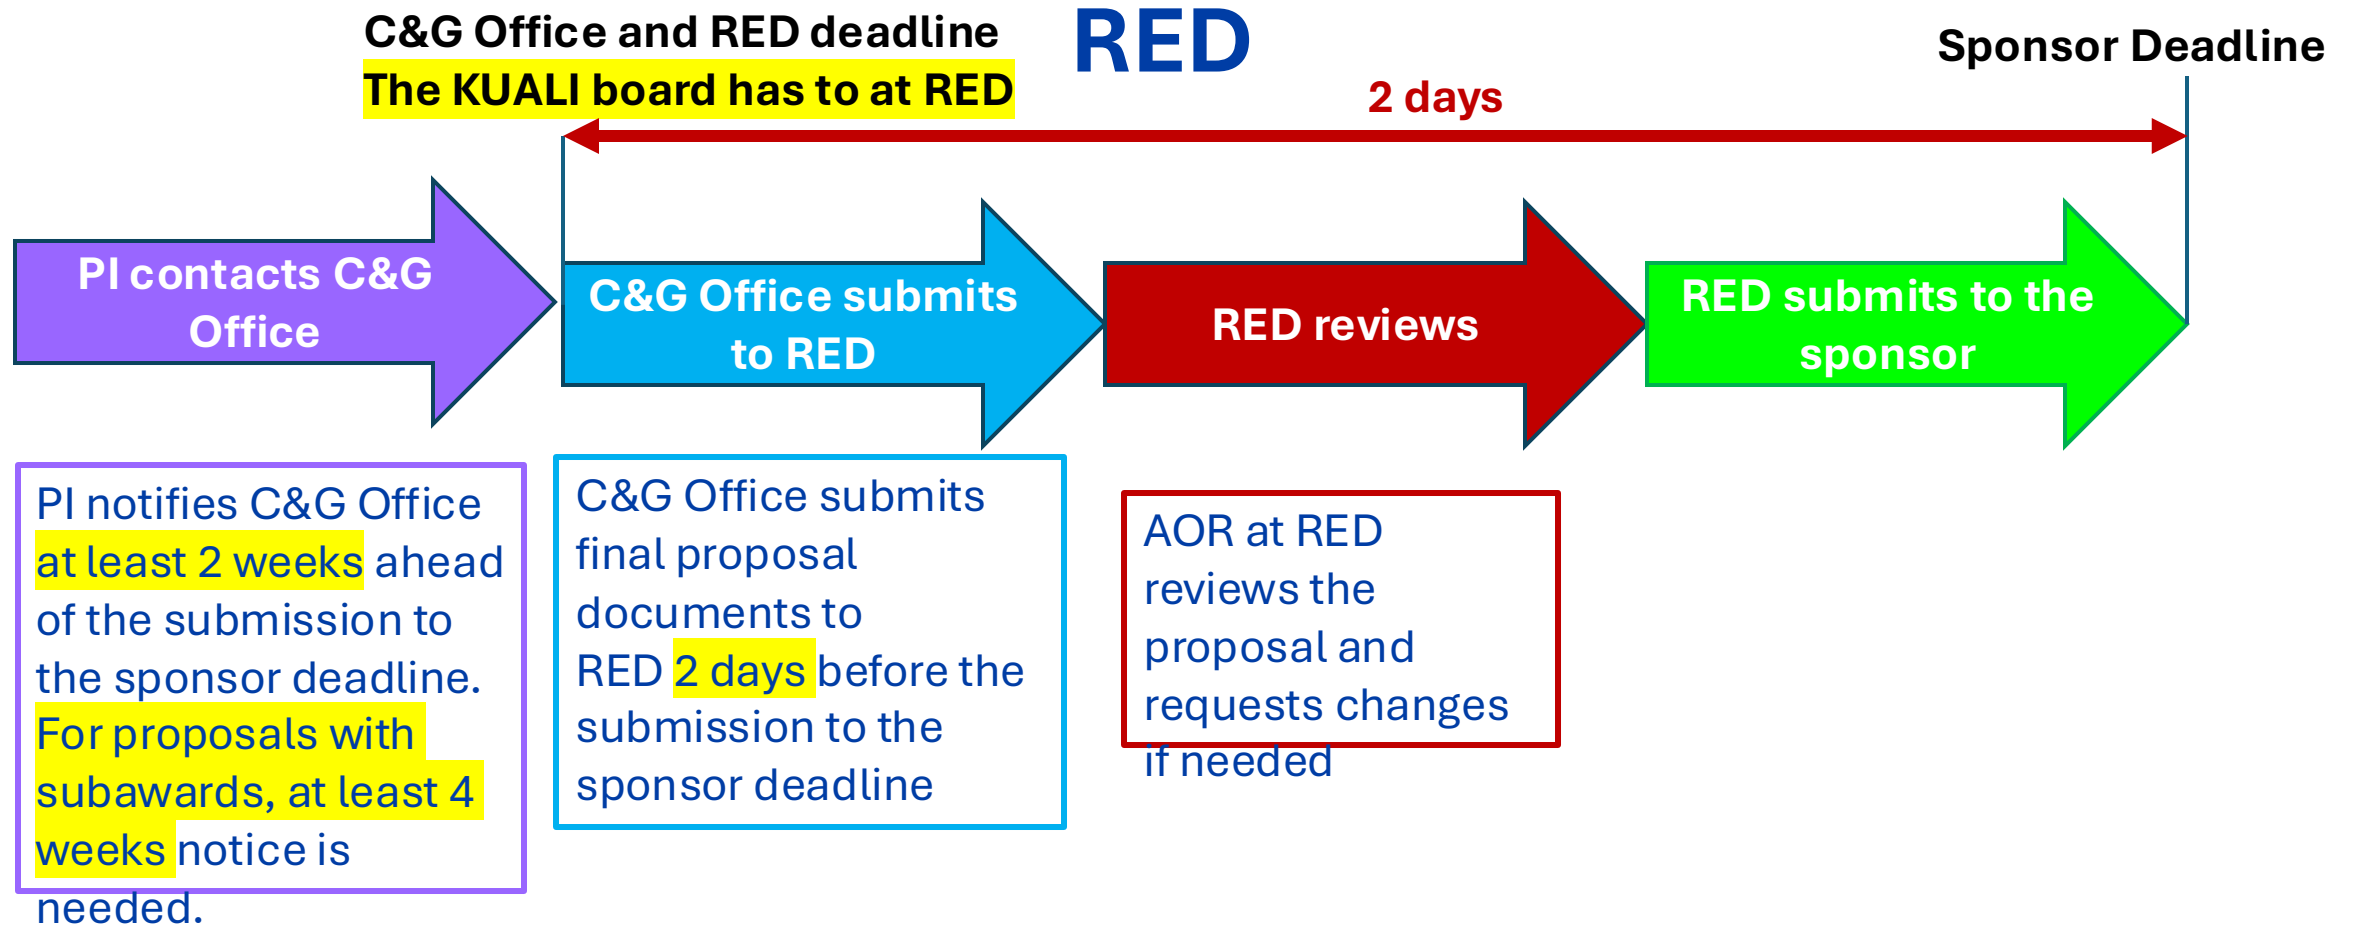 C&G Office and RED deadline
The KUALI board has to at RED
RED
Sponsor Deadline
2 days
PI contacts C&G
Office
C&G Office submits
to RED
RED reviews
RED submits to the
sponsor
PI notifies C&G Office
at least 2 weeks ahead
of the submission to
the sponsor deadline.
For proposals with
subawards, at least 4
weeks notice is
needed.
C&G Office submits
final proposal
documents to
RED 2 days before the
submission to the
sponsor deadline
AOR at RED
reviews the
proposal and
requests changes
if needed